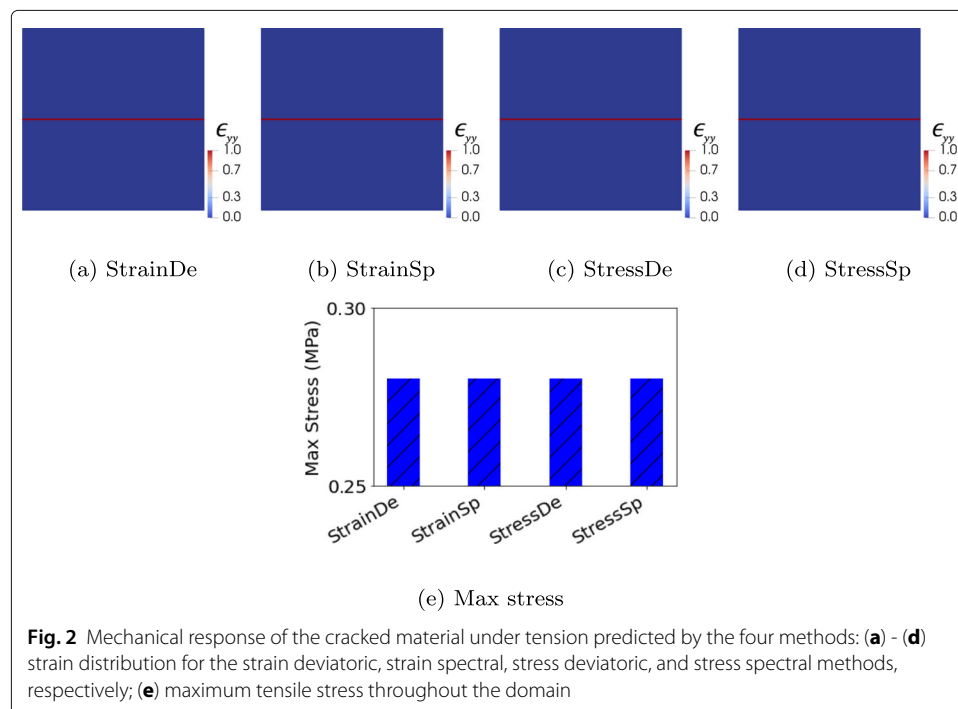 ϵyy ϵyy ϵyy ϵyy
1.0 1.0 1.0 1.0
0.7 0.7 0.7 0.7
0.3 0.3 0.3 0.3
0.0 0.0 0.0 0.0
(a) StrainDe (b) StrainSp (c) StressDe (d) StressSp
0.30
Max Stress (MPa)
0.25
StrainDe StrainSp StressDe StressSp
(e) Max stress
Fig. 2 Mechanical response of the cracked material under tension predicted by the four methods: (a) - (d)
strain distribution for the strain deviatoric, strain spectral, stress deviatoric, and stress spectral methods,
respectively; (e) maximum tensile stress throughout the domain